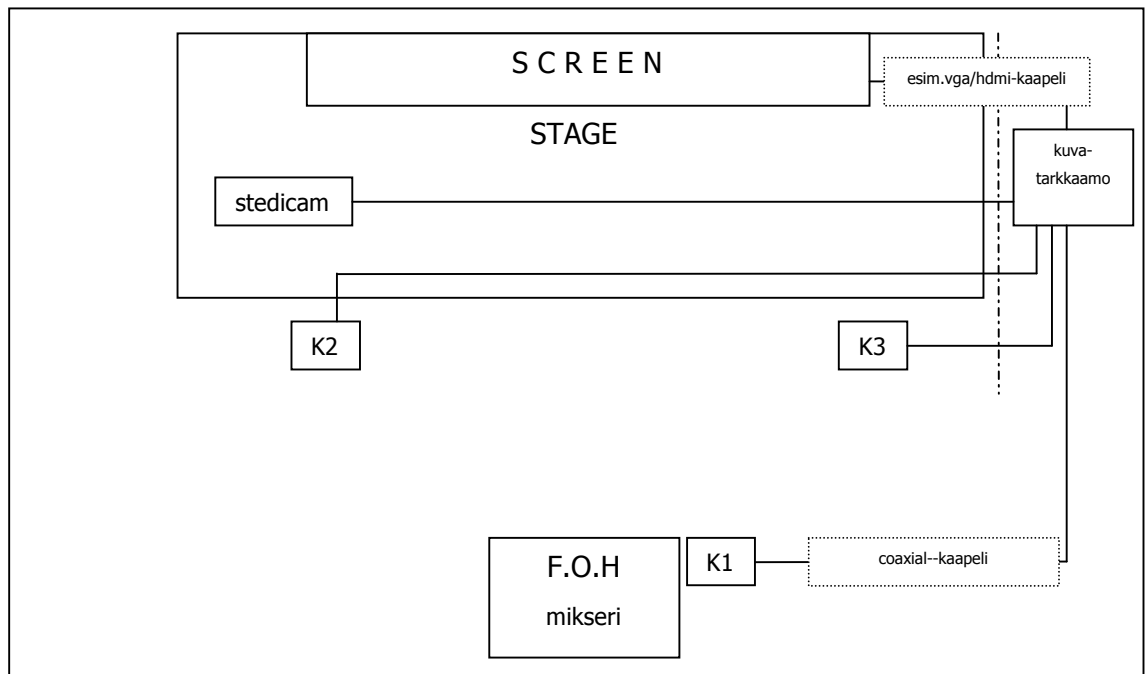 S C R E E N
esim.vga/hdmi-kaapeli
STAGE
kuva-
tarkkaamo
stedicam
K2
K3
F.O.H
mikseri
K1
coaxial--kaapeli